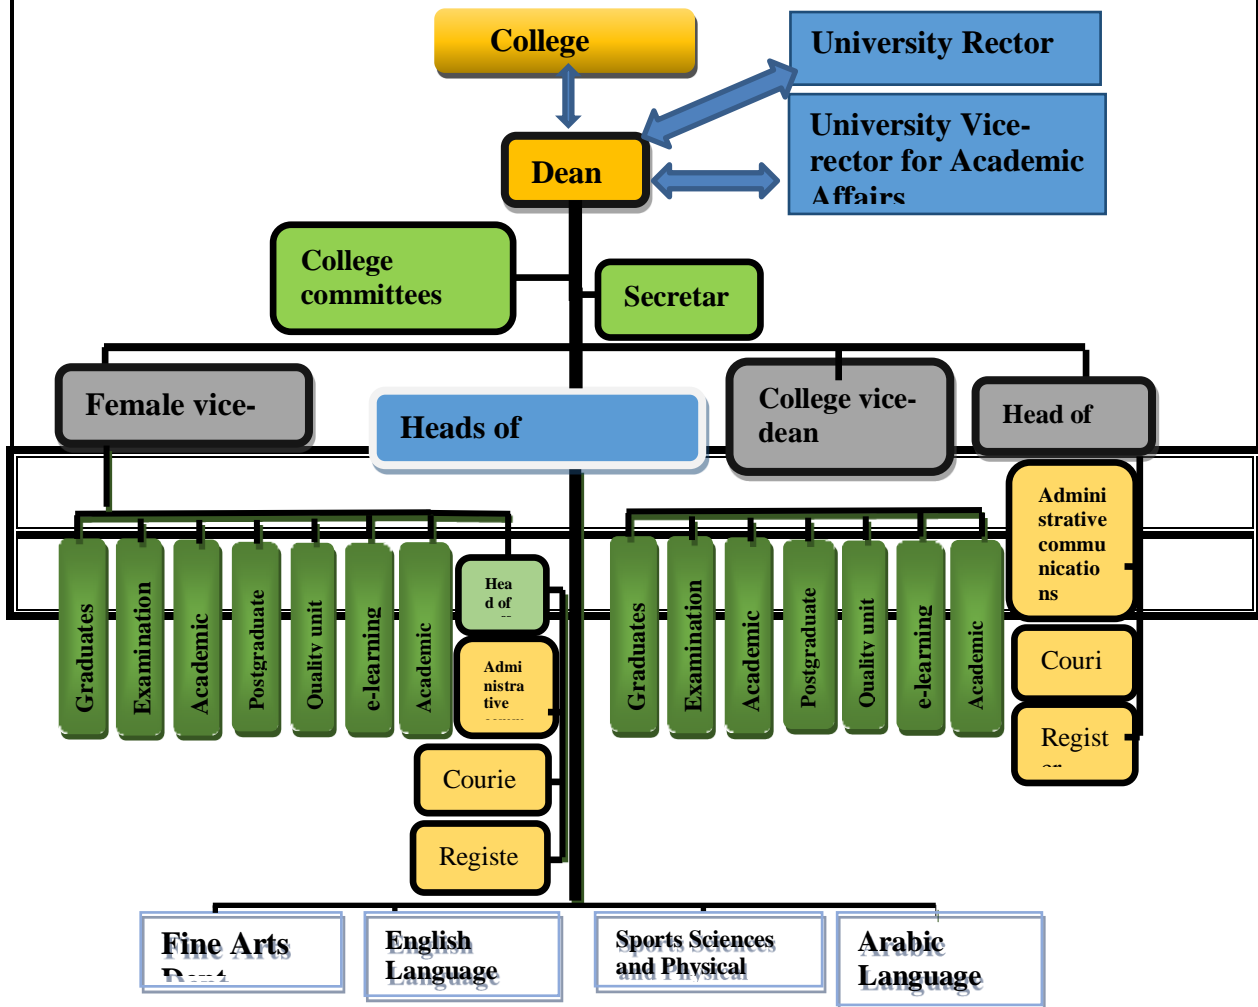 College
University Rector
University Vice-
rector for Academic
Affairs
Dean
College
committees
Secretar
Female vice-
Heads of
College vice-
dean
Head of
Graduates
Examination
Academic
Postgraduate
Quality unit
e-learning
Academic
Hea
d of
Admi
nistra
tive
Courie
Registe
Graduates
Examination
Academic
Postgraduate
Quality unit
e-learning
Academic
Admini
strative
commu
nicatio
ns
Couri
Regist
er
Fine Arts
Dept
English
Language
Sports Sciences
and Physical
Arabic
Language